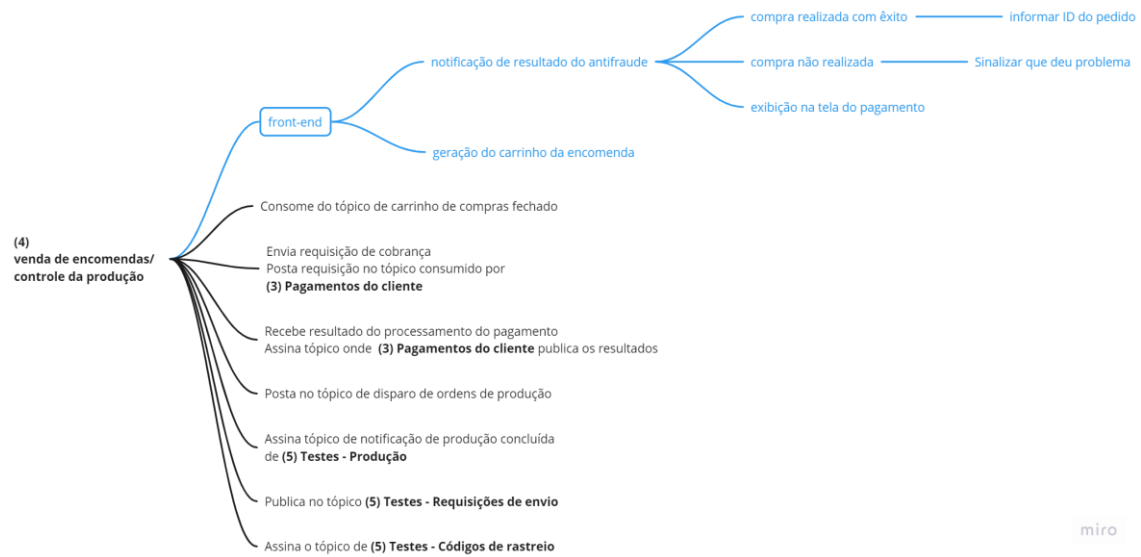 compra realizada com êxito
informar ID do pedido
notificação de resultado do antifraude
compra não realizada
Sinalizar que deu problema
exibição na tela do pagamento
front-end
geração do carrinho da encomenda
Consome do tópico de carrinho de compras fechado
(4)
venda de encomendas/
controle da produção
Envia requisição de cobrança
Posta requisição no tópico consumido por
(3) Pagamentos do cliente
Recebe resultado do processamento do pagamento
Assina tópico onde (3) Pagamentos do cliente publica os resultados
Posta no tópico de disparo de ordens de produção
Assina tópico de notificação de produção concluída
de (5) Testes - Produção
Publica no tópico (5) Testes - Requisições de envio
Assina o tópico de (5) Testes - Códigos de rastreio
miro